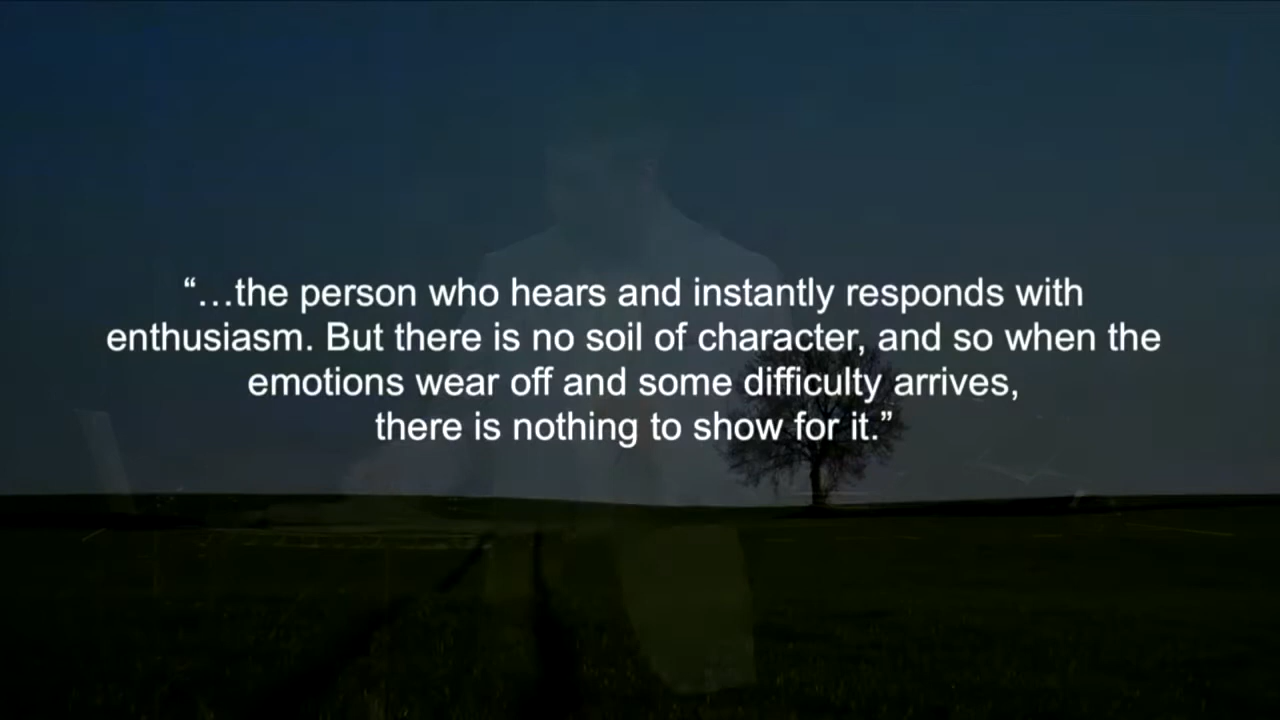 “…the person who hears and instantly responds with
enthusiasm. But there is no soil of character, and so when the
emotions wear off and some difficulty arrives,
there is nothing to show for it.”